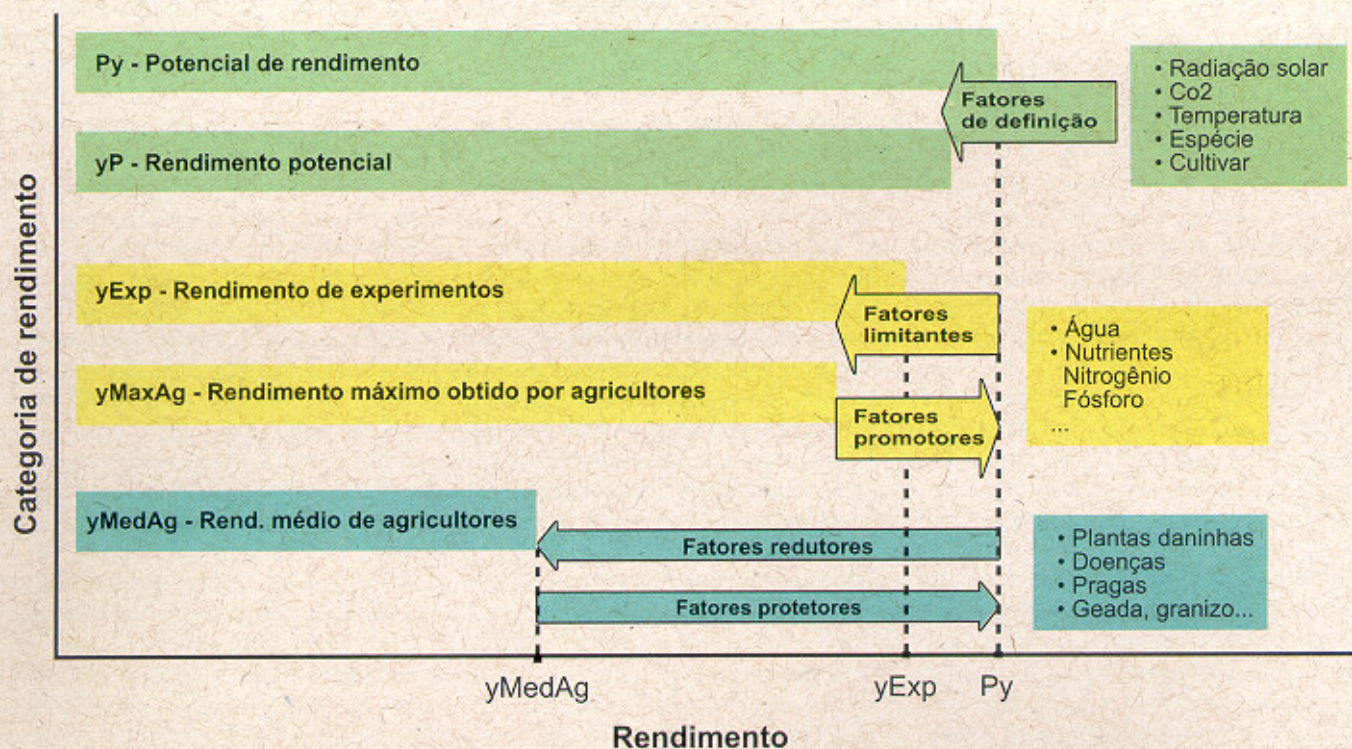 Categoria de rendimento
Py - Potencial de rendimento
Fatores
de definição
• Radiação solar
• Co2
• Temperatura
• Espécie
• Cultivar
yP - Rendimento potencial
yExp - Rendimento de experimentos
Fatores
limitantes
• Água
• Nutrientes
Nitrogênio
Fósforo
...
yMaxAg - Rendimento máximo obtido por agricultores
Fatores
promotores
yMedAg - Rend. médio de agricultores
Fatores redutores
Fatores protetores
• Plantas daninhas
• Doenças
• Pragas
• Geada, granizo...
yMedAg
yExp
Py
Rendimento